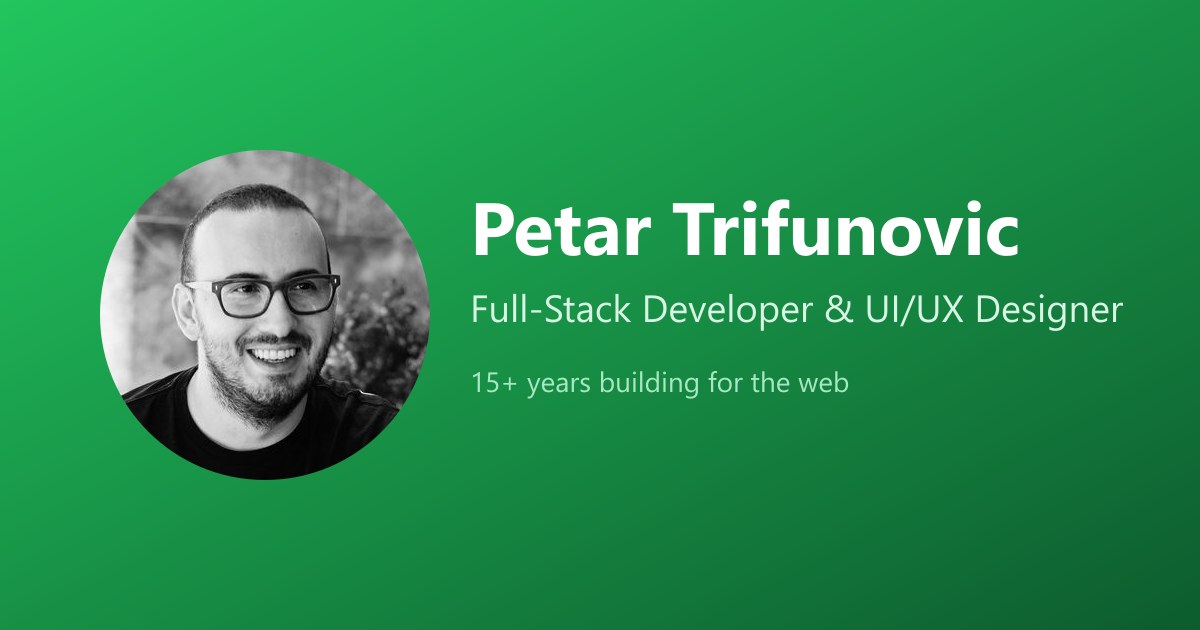 Petar Trifunovic
Full-Stack Developer & UI/UX Designer
15+ years building for the web